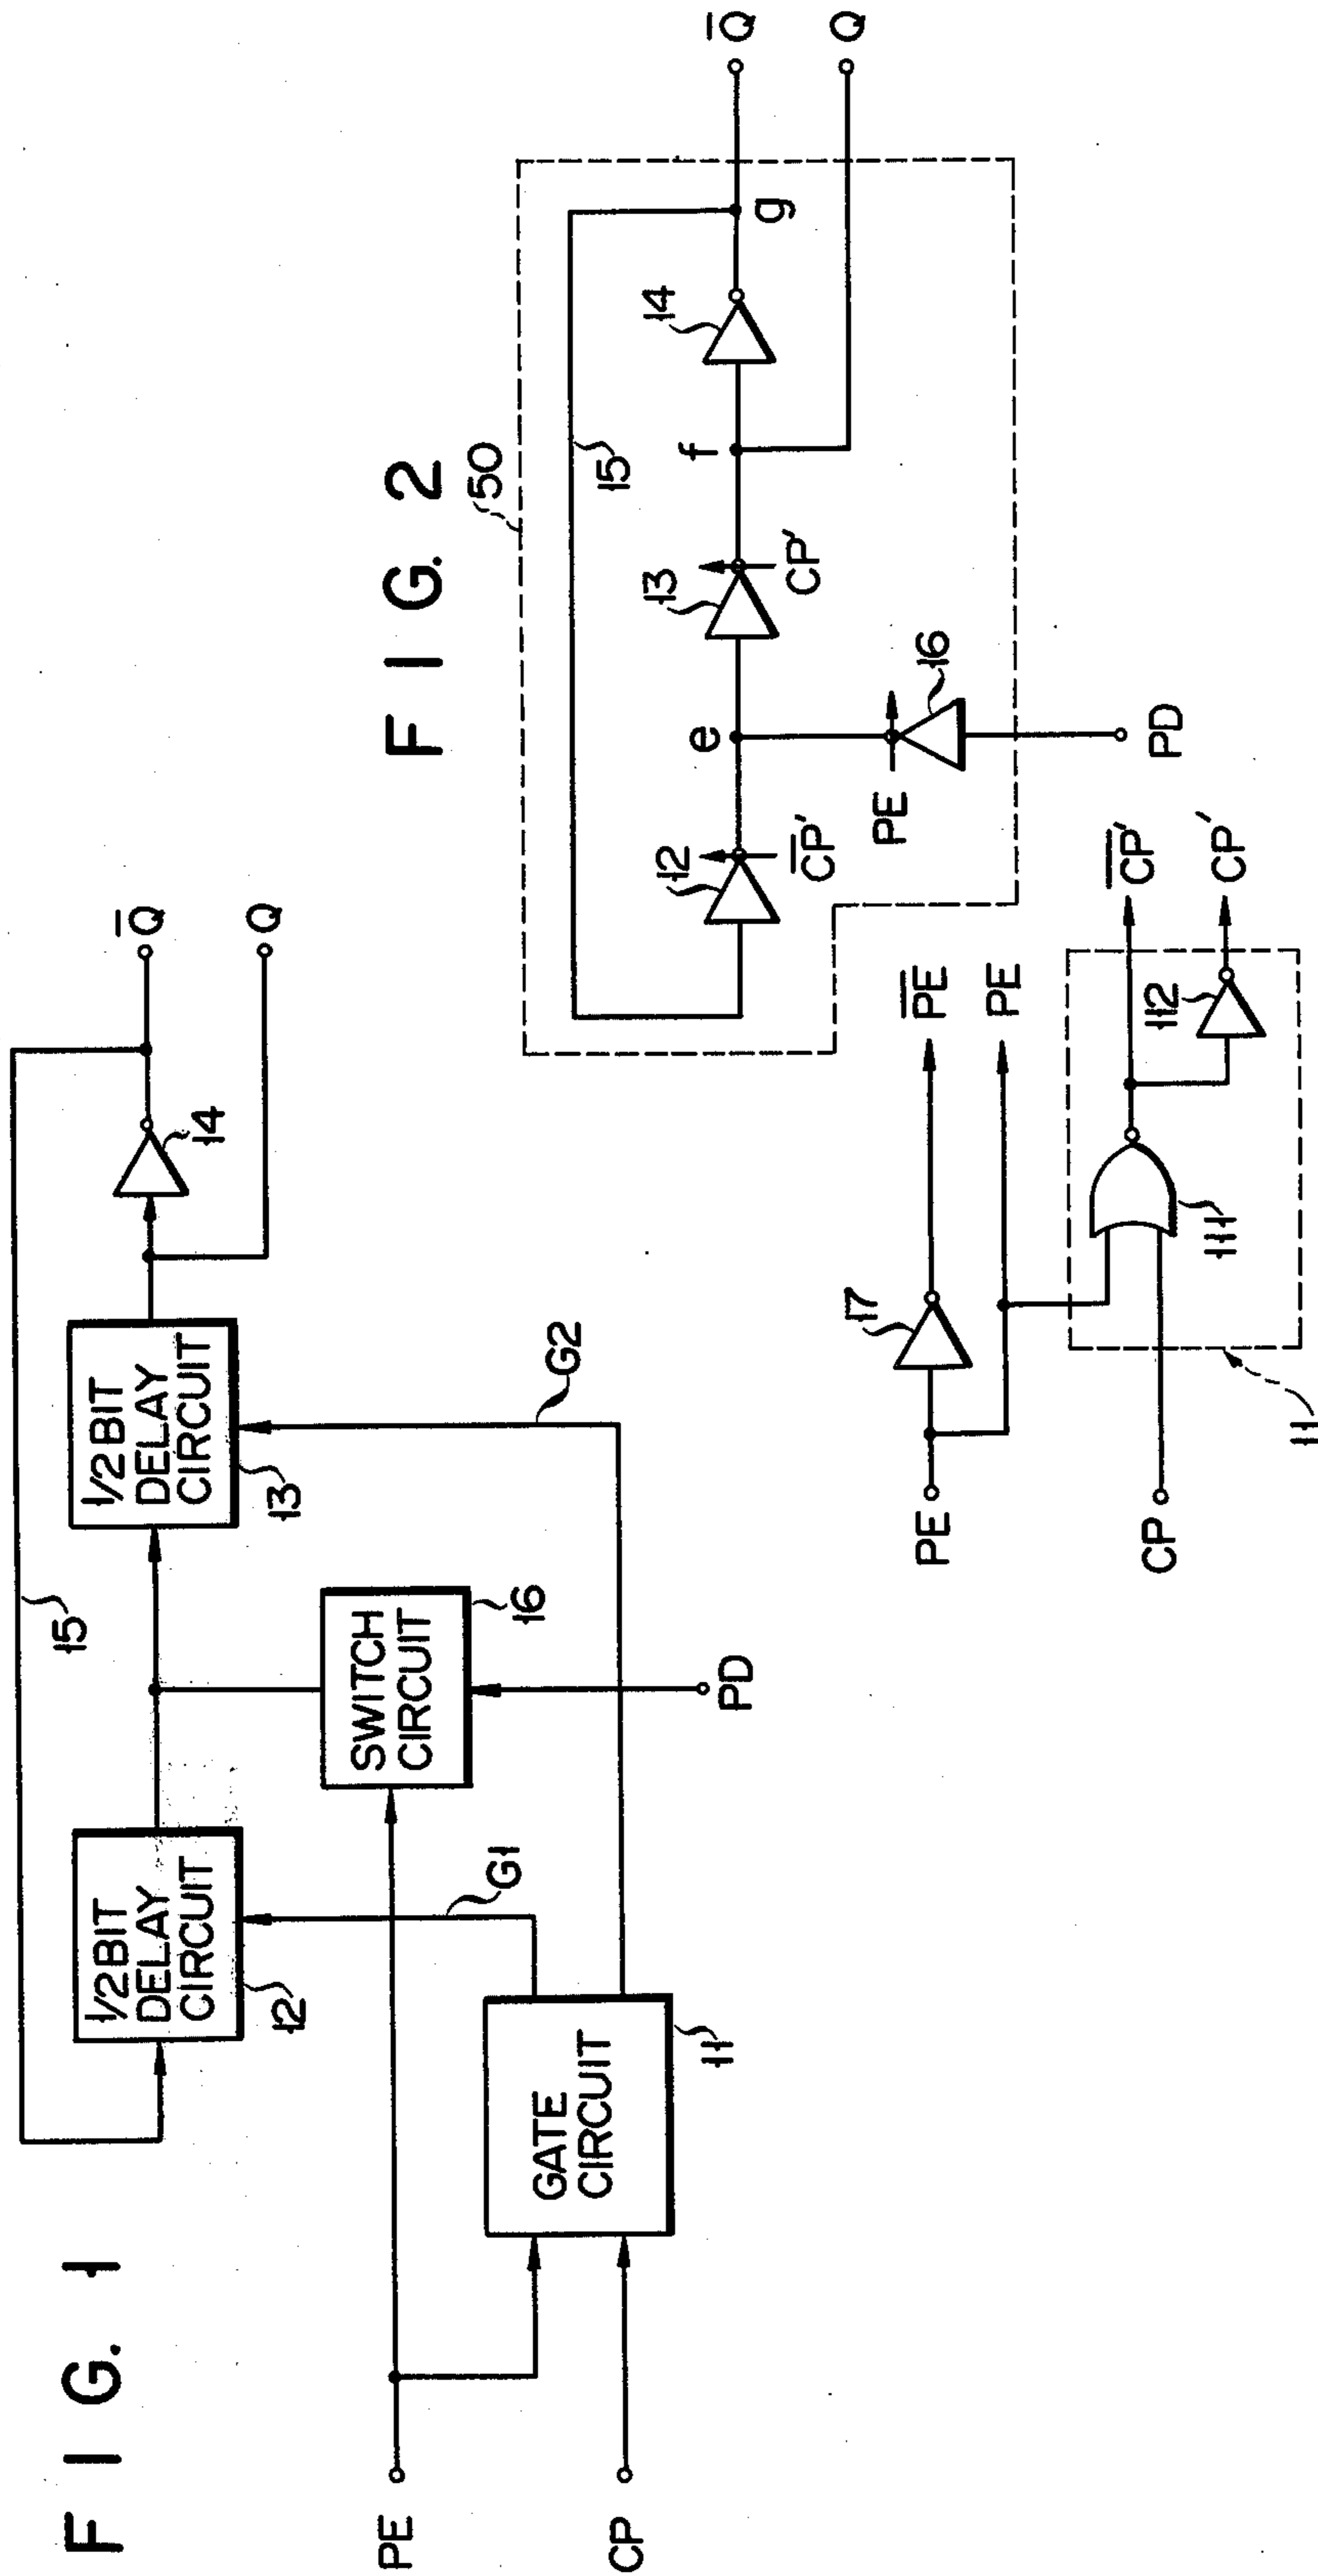 FIG. 1
15
1/2 BIT
DELAY
CIRCUIT
12
1/2 BIT
DELAY
CIRCUIT
13
14
Q̅
Q
SWITCH
CIRCUIT
16
G1
G2
PD
PE
GATE
CIRCUIT
11
CP
FIG. 2
50
15
12
C̅P̅'
e
13
CP'
f
14
g
Q̅
Q
PE
16
PD
PE
17
P̅E̅
PE
CP
11
111
112
C̅P̅'
CP'